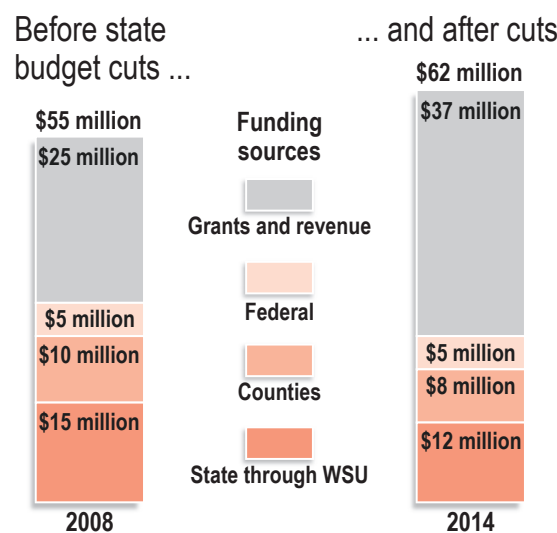 Before state
budget cuts ...
... and after cuts
$55 million
$25 million
$5 million
$10 million
$15 million
2008
Funding
sources
Grants and revenue
Federal
Counties
State through WSU
$62 million
$37 million
$5 million
$8 million
$12 million
2014